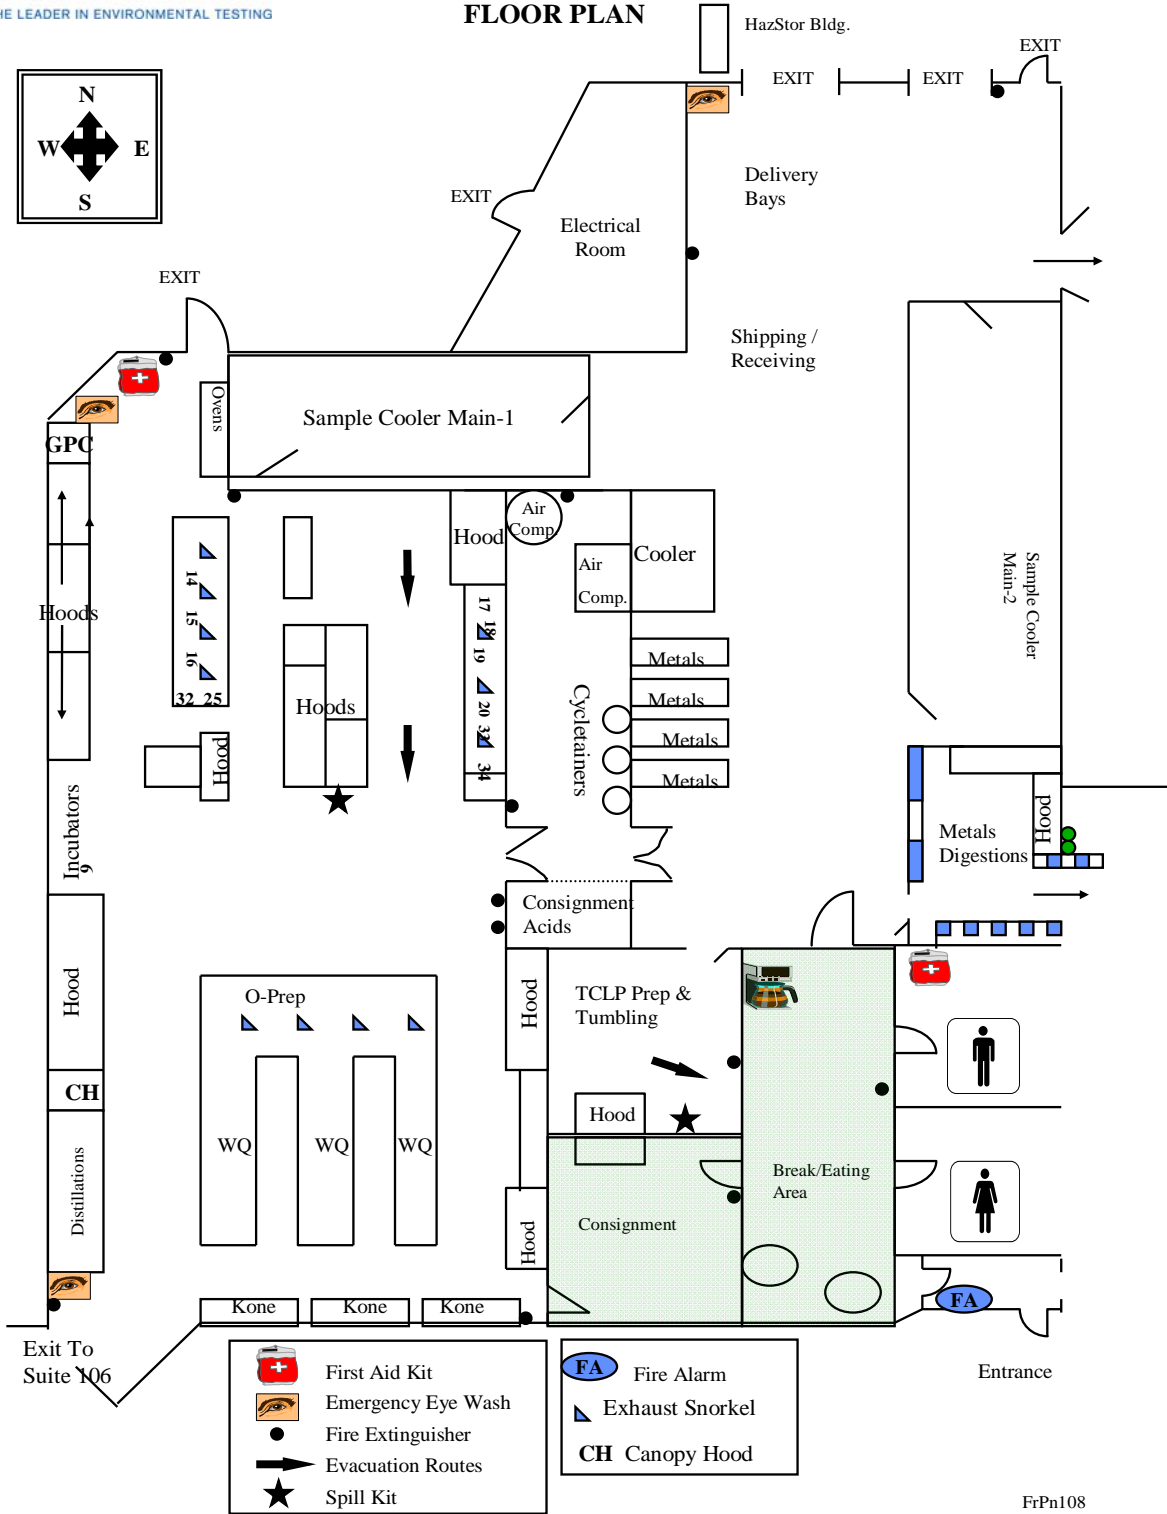 HE LEADER IN ENVIRONMENTAL TESTING
FLOOR PLAN
HazStor Bldg.
EXIT
EXIT
EXIT
N
W E
S
Delivery
Bays
EXIT
Electrical
Room
EXIT
Shipping /
Receiving
Ovens
Sample Cooler Main-1
GPC
Air
Comp.
Hood
Cooler
Air
Comp.
Sample Cooler
Main-2
14
15
16
32 25
Hoods
Hoods
17
18
19
20
32
34
Metals
Metals
Metals
Metals
Cycletainers
Hood
Incubators
9
Metals
Digestions
Hood
Consignment
Acids
Hood
O-Prep
Hood
TCLP Prep &
Tumbling
CH
Hood
WQ
WQ
WQ
Distillations
Break/Eating
Area
Consignment
Hood
Kone
Kone
Kone
FA
Exit To
Suite 106
Entrance
First Aid Kit
Emergency Eye Wash
Fire Extinguisher
Evacuation Routes
Spill Kit
FA Fire Alarm
Exhaust Snorkel
CH Canopy Hood
FrPn108